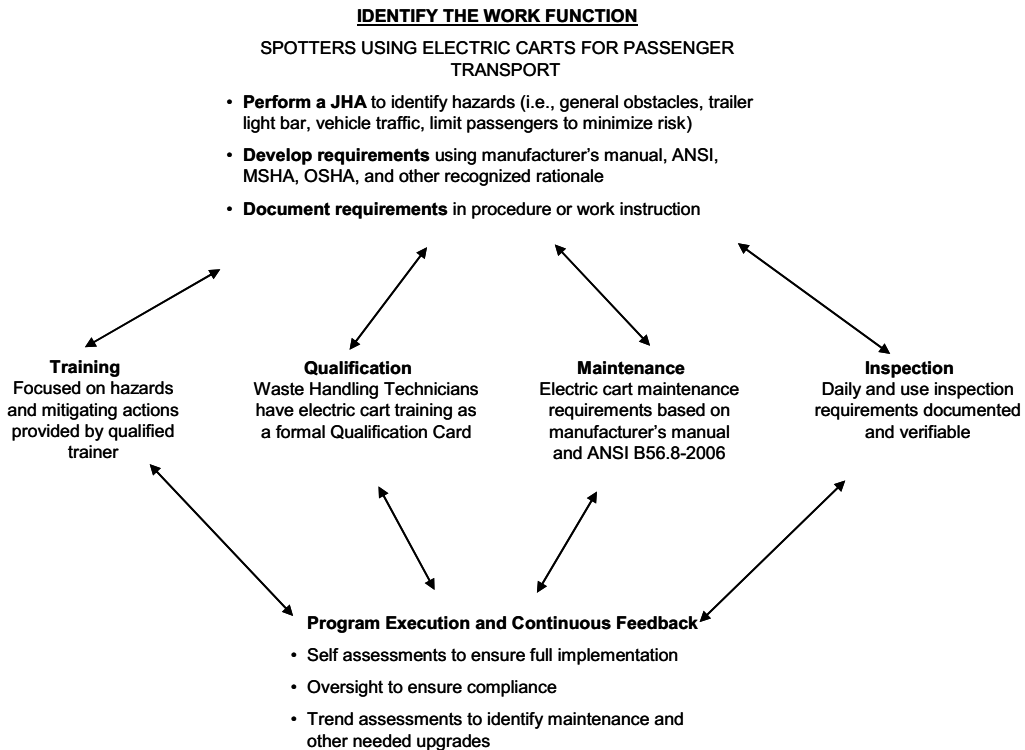 IDENTIFY THE WORK FUNCTION
SPOTTERS USING ELECTRIC CARTS FOR PASSENGER
TRANSPORT
• Perform a JHA to identify hazards (i.e., general obstacles, trailer
light bar, vehicle traffic, limit passengers to minimize risk)
• Develop requirements using manufacturer's manual, ANSI,
MSHA, OSHA, and other recognized rationale
• Document requirements in procedure or work instruction
Training
Focused on hazards
and mitigating actions
provided by qualified
trainer
Qualification
Waste Handling Technicians
have electric cart training as
a formal Qualification Card
Maintenance
Electric cart maintenance
requirements based on
manufacturer's manual
and ANSI B56.8-2006
Inspection
Daily and use inspection
requirements documented
and verifiable
Program Execution and Continuous Feedback
• Self assessments to ensure full implementation
• Oversight to ensure compliance
• Trend assessments to identify maintenance and
other needed upgrades